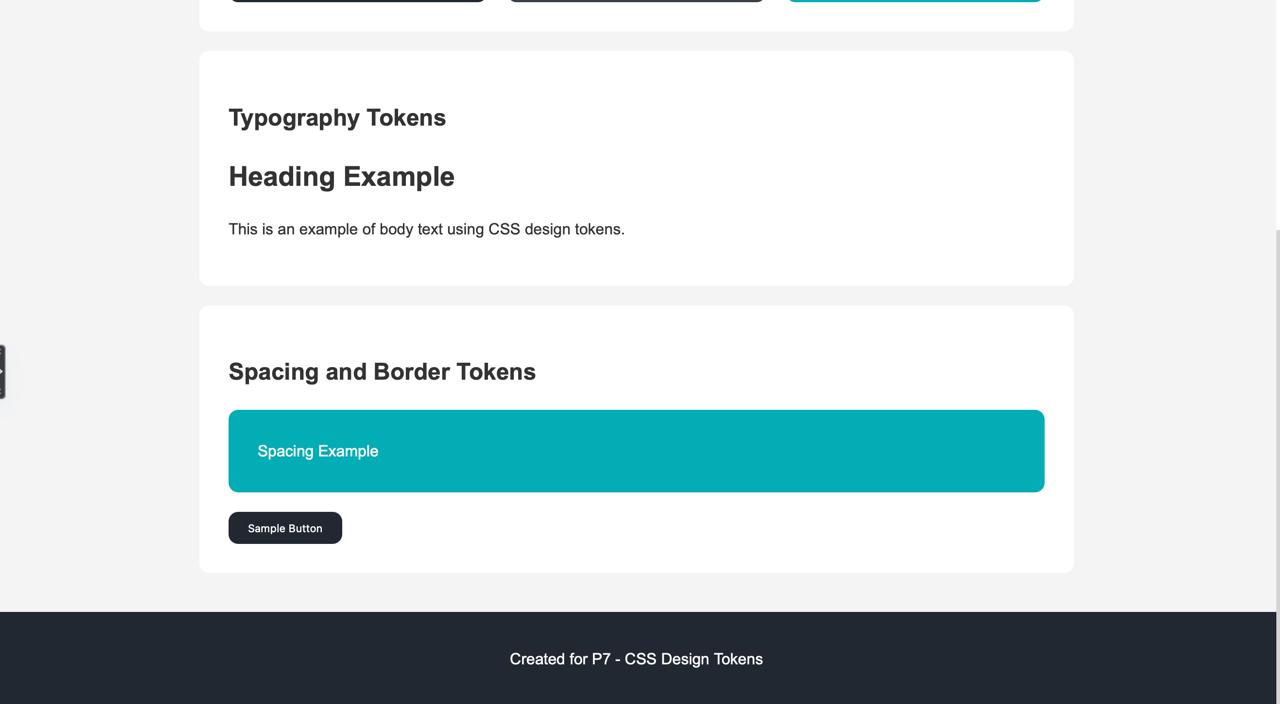 Typography Tokens
Heading Example
This is an example of body text using CSS design tokens.
Spacing and Border Tokens
Spacing Example
Sample Button
Created for P7 - CSS Design Tokens